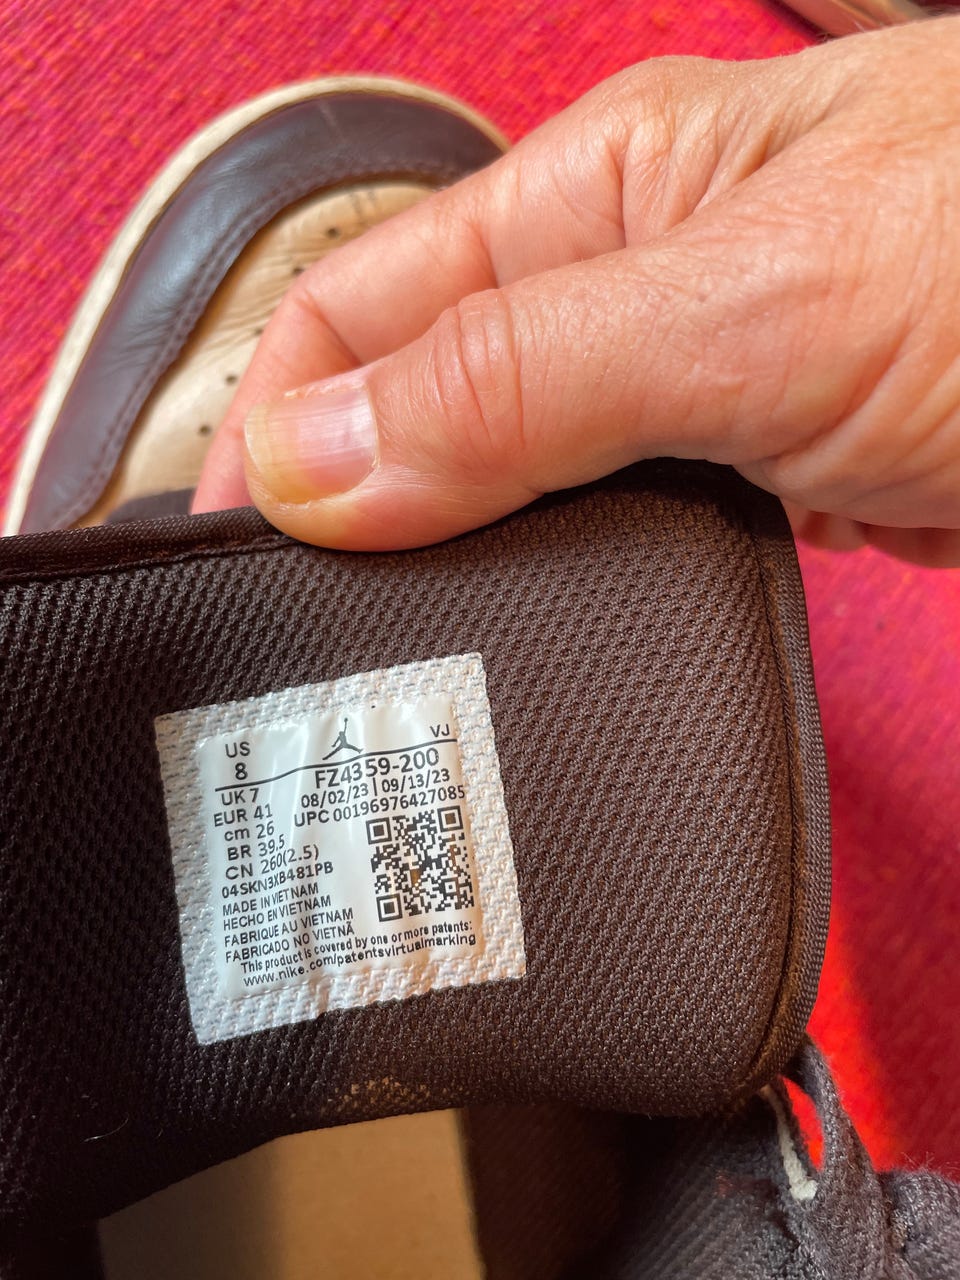 US VJ
8
UK 7 FZ4359-200
EUR 41 08/02/23 | 09/13/23
cm 26 UPC 00196976427085
BR 39.5
CN 260(2.5)
04SKN3XB481PB
MADE IN VIETNAM
HECHO EN VIETNAM
FABRIQUE AU VIETNAM
FABRICADO NO VIETNÃ
This product is covered by one or more patents:
www.nike.com/patentsvirtualmarking